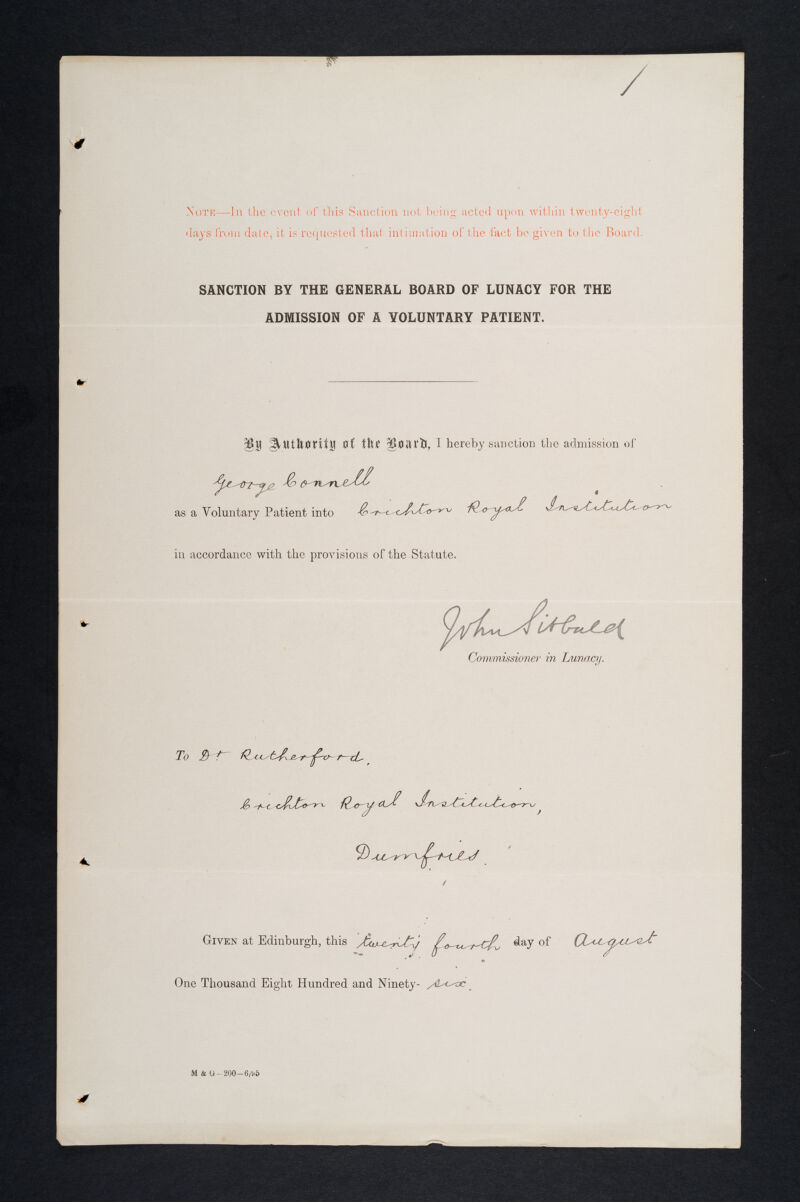 1
NOTE—In the event of this Sanction not being acted upon within twenty-eight
days from date, it is requested that intimation of the fact be given to the Board.
SANCTION BY THE GENERAL BOARD OF LUNACY FOR THE
ADMISSION OF A VOLUNTARY PATIENT.
By Authority of the Board, I hereby sanction the admission of
George Connell
as a Voluntary Patient into Crichton Royal Institution
in accordance with the provisions of the Statute.
John Sibbald
Commissioner in Lunacy.
To Dr Rutherford,
Crichton Royal Institution,
Dumfries.
GIVEN at Edinburgh, this twenty fourth day of August
One Thousand Eight Hundred and Ninety- six.
M & G—200—6/95